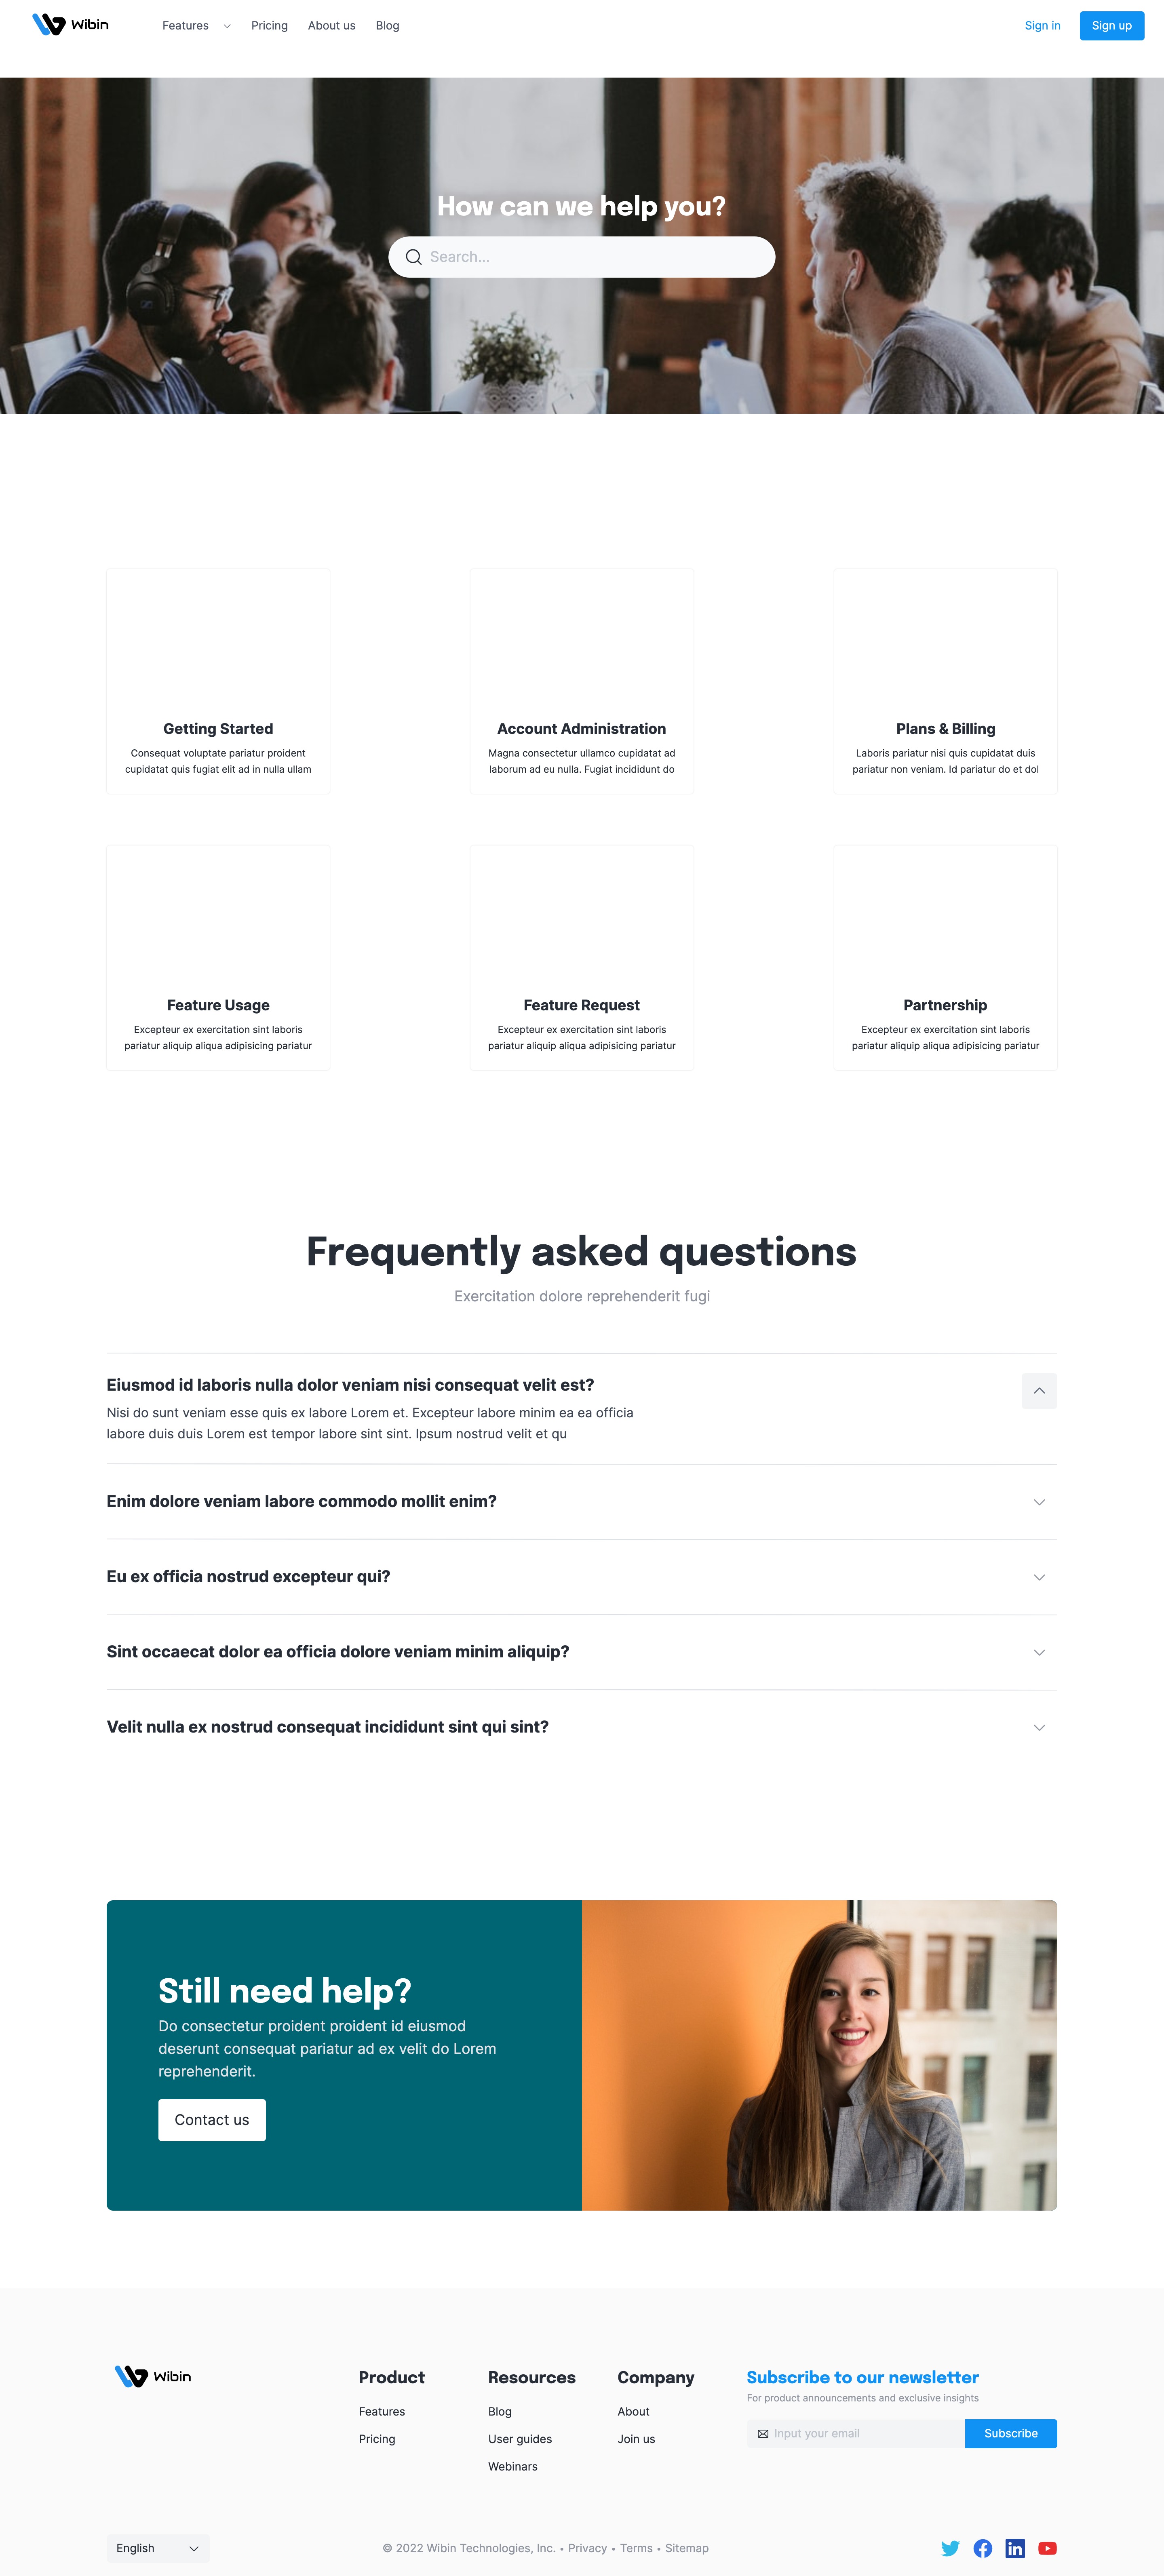 Wibin
Features
Pricing
About us
Blog
Sign in
Sign up
How can we help you?
Search...
Getting Started
Consequat voluptate pariatur proident
cupidatat quis fugiat elit ad in nulla ullam
Account Administration
Magna consectetur ullamco cupidatat ad
laborum ad eu nulla. Fugiat incididunt do
Plans & Billing
Laboris pariatur nisi quis cupidatat duis
pariatur non veniam. Id pariatur do et dol
Feature Usage
Excepteur ex exercitation sint laboris
pariatur aliquip aliqua adipisicing pariatur
Feature Request
Excepteur ex exercitation sint laboris
pariatur aliquip aliqua adipisicing pariatur
Partnership
Excepteur ex exercitation sint laboris
pariatur aliquip aliqua adipisicing pariatur
Frequently asked questions
Exercitation dolore reprehenderit fugi
Eiusmod id laboris nulla dolor veniam nisi consequat velit est?
Nisi do sunt veniam esse quis ex labore Lorem et. Excepteur labore minim ea ea officia
labore duis duis Lorem est tempor labore sint sint. Ipsum nostrud velit et qu
Enim dolore veniam labore commodo mollit enim?
Eu ex officia nostrud excepteur qui?
Sint occaecat dolor ea officia dolore veniam minim aliquip?
Velit nulla ex nostrud consequat incididunt sint qui sint?
Still need help?
Do consectetur proident proident id eiusmod
deserunt consequat pariatur ad ex velit do Lorem
reprehenderit.
Contact us
Wibin
Product
Features
Pricing
Resources
Blog
User guides
Webinars
Company
About
Join us
Subscribe to our newsletter
For product announcements and exclusive insights
Input your email
Subscribe
English
© 2022 Wibin Technologies, Inc. • Privacy • Terms • Sitemap